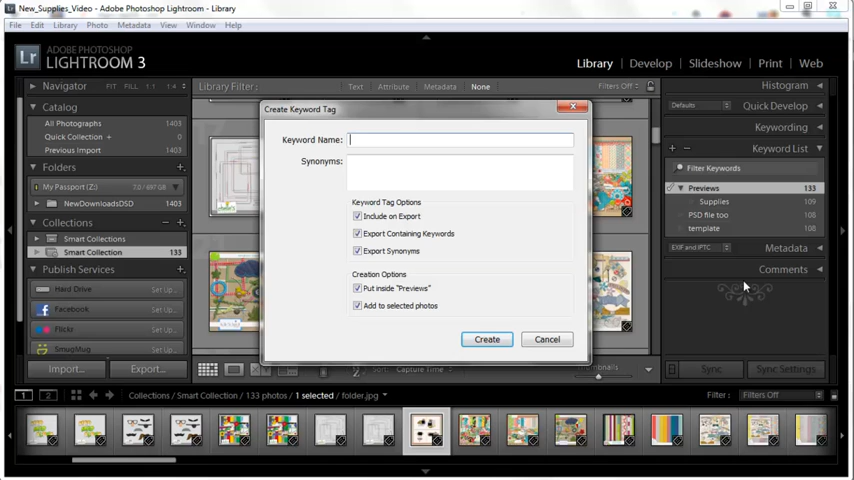 New_Supplies_Video - Adobe Photoshop Lightroom - Library
File Edit Library Photo Metadata View Window Help
Lr ADOBE PHOTOSHOP
LIGHTROOM 3
Library | Develop | Slideshow | Print | Web
Navigator FIT FILL 1:1 1:4
Library Filter: Text Attribute Metadata None Filters Off
Histogram
Catalog
All Photographs 1403
Quick Collection + 0
Previous Import 1403
Folders
My Passport (Z:) 7.0 / 697 GB
NewDownloadsDSD 1403
Collections
Smart Collections
Smart Collection 133
Publish Services
Hard Drive Set Up...
Facebook Set Up...
Flickr Set Up...
SmugMug Set Up...
Import... Export...
Create Keyword Tag
Keyword Name:
Synonyms:
Keyword Tag Options
Include on Export
Export Containing Keywords
Export Synonyms
Creation Options
Put inside "Previews"
Add to selected photos
Create Cancel
Defaults Quick Develop
Keywording
Keyword List
Filter Keywords
Previews 133
Supplies 109
PSD file too 108
template 108
EXIF and IPTC Metadata
Comments
Capture Time
Sync Sync Settings
1 2 Collections / Smart Collection / 133 photos / 1 selected / folder.jpg Filter : Filters Off